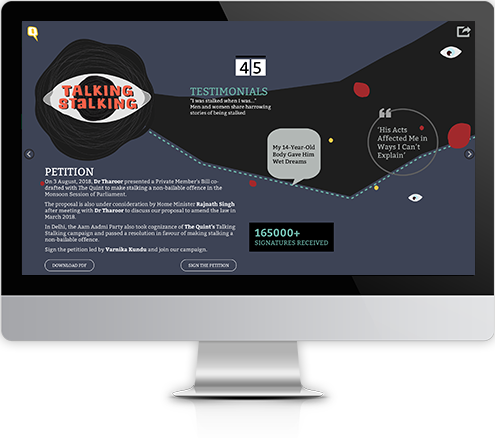 TALKING
STALKING
45
TESTIMONIALS
"I was stalked when I was..."
Men and women share harrowing
stories of being stalked
My 14-Year-Old
Body Gave Him
Wet Dreams
'His Acts
Affected Me in
Ways I Can't
Explain'
PETITION
On 3 August, 2018, Dr Tharoor presented a Private Member's Bill co-
drafted with The Quint to make stalking a non-bailable offence in the
Monsoon Session of Parliament.
The proposal is also under consideration by Home Minister Rajnath Singh
after meeting with Dr Tharoor to discuss our proposal to amend the law in
March 2018.
In Delhi, the Aam Aadmi Party also took cognizance of The Quint's Talking
Stalking campaign and passed a resolution in favour of making stalking a
non-bailable offence.
Sign the petition led by Varnika Kundu and join our campaign.
DOWNLOAD PDF
SIGN THE PETITION
165000+
SIGNATURES RECEIVED